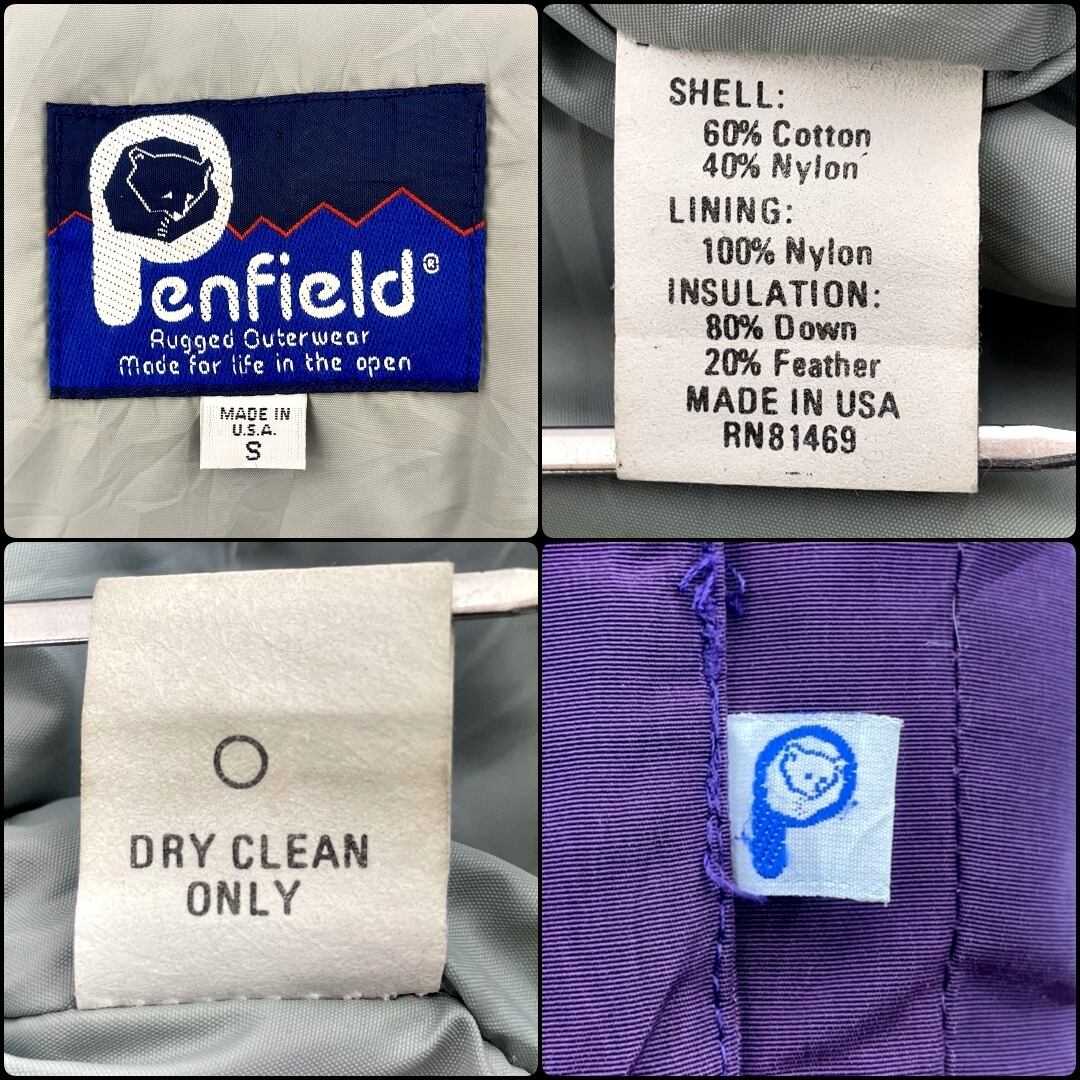 Penfield®
Rugged Outerwear
Made for life in the open
MADE IN
U.S.A.
S
SHELL:
60% Cotton
40% Nylon
LINING:
100% Nylon
INSULATION:
80% Down
20% Feather
MADE IN USA
RN81469
DRY CLEAN
ONLY
P